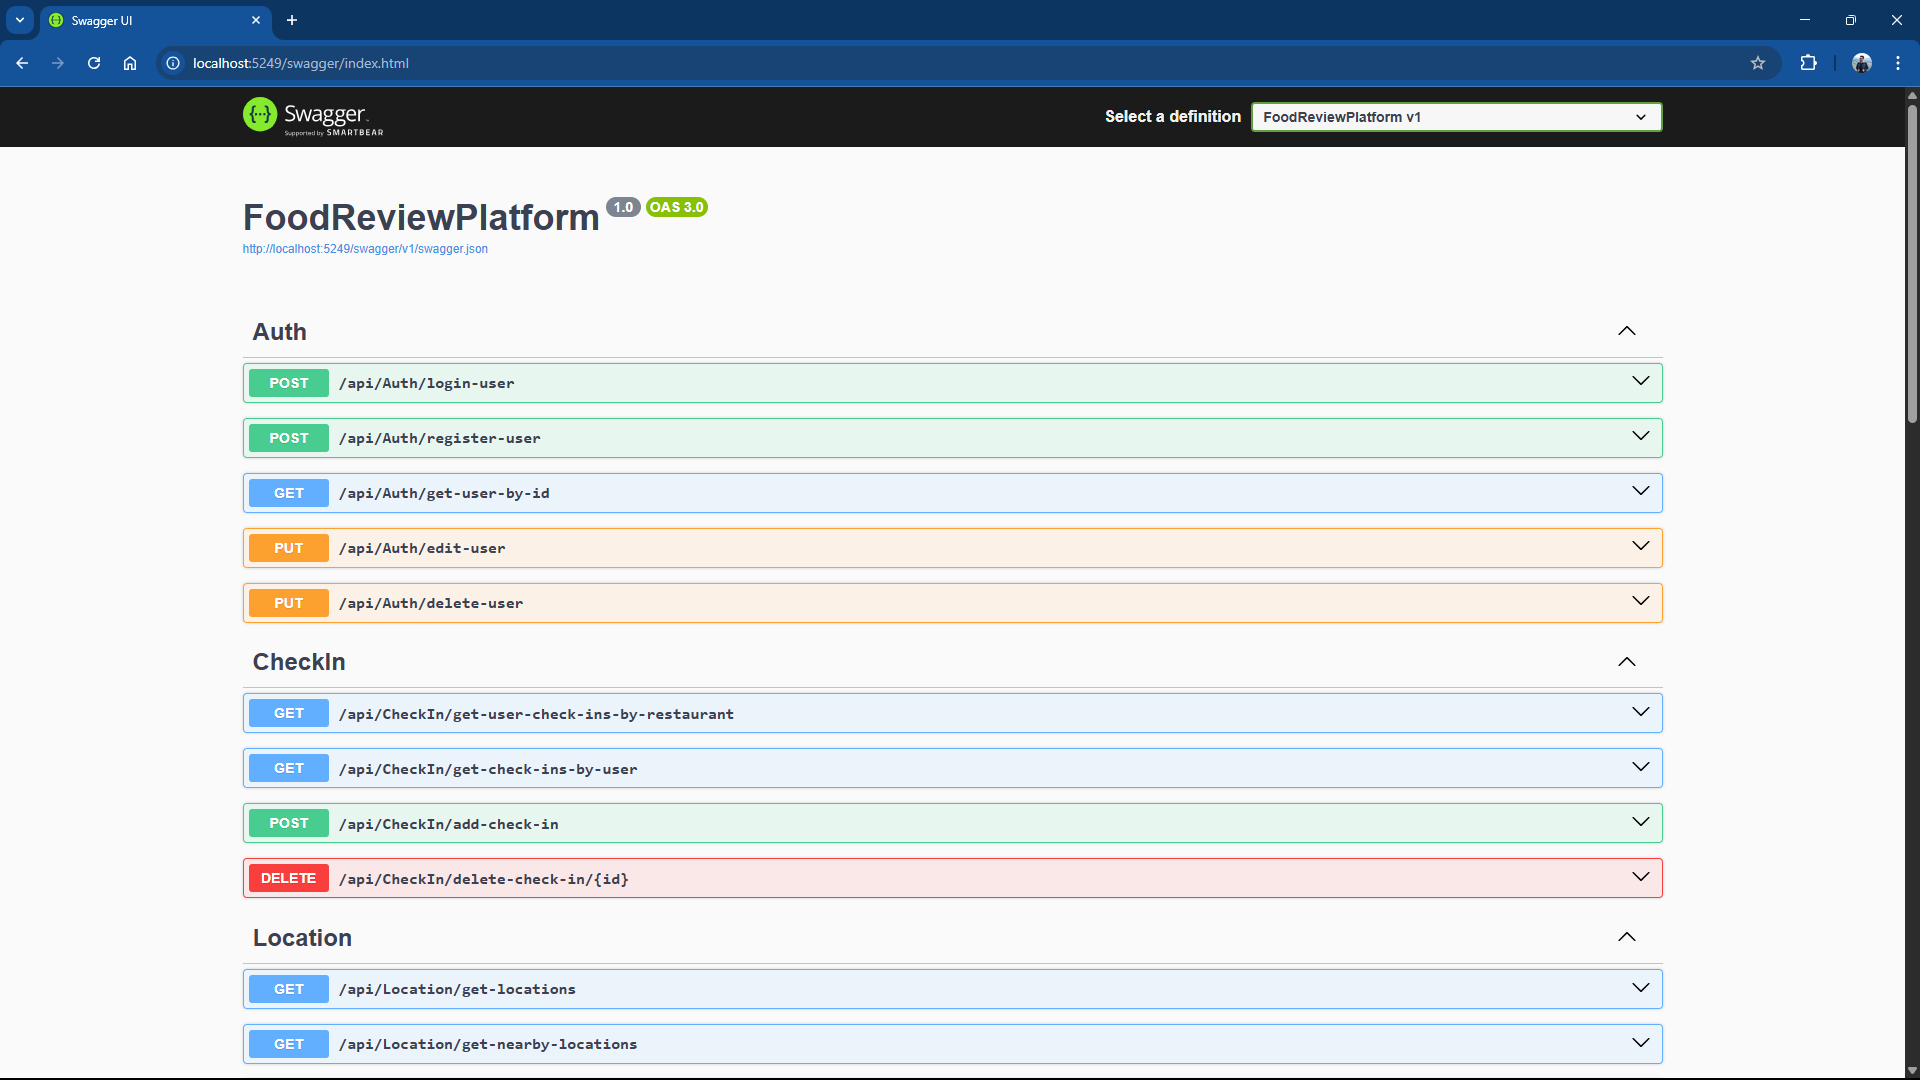 Swagger UI
localhost:5249/swagger/index.html
Swagger
Supported by SMARTBEAR
Select a definition
FoodReviewPlatform v1
FoodReviewPlatform 1.0 OAS 3.0
http://localhost:5249/swagger/v1/swagger.json
Auth
POST /api/Auth/login-user
POST /api/Auth/register-user
GET /api/Auth/get-user-by-id
PUT /api/Auth/edit-user
PUT /api/Auth/delete-user
CheckIn
GET /api/CheckIn/get-user-check-ins-by-restaurant
GET /api/CheckIn/get-check-ins-by-user
POST /api/CheckIn/add-check-in
DELETE /api/CheckIn/delete-check-in/{id}
Location
GET /api/Location/get-locations
GET /api/Location/get-nearby-locations